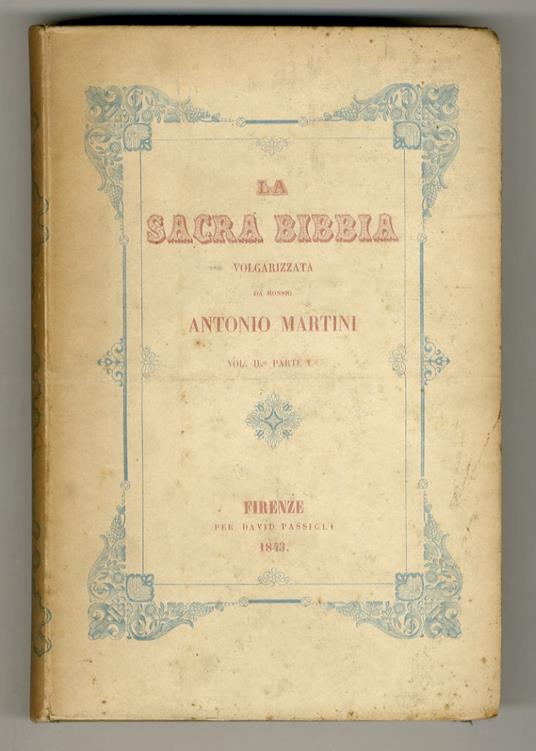 LA
SACRA BIBBIA
VOLGARIZZATA
DA MONSIG.
ANTONIO MARTINI
VOL. II.º PARTE I.ª
FIRENZE
PER DAVID PASSIGLI
1843.